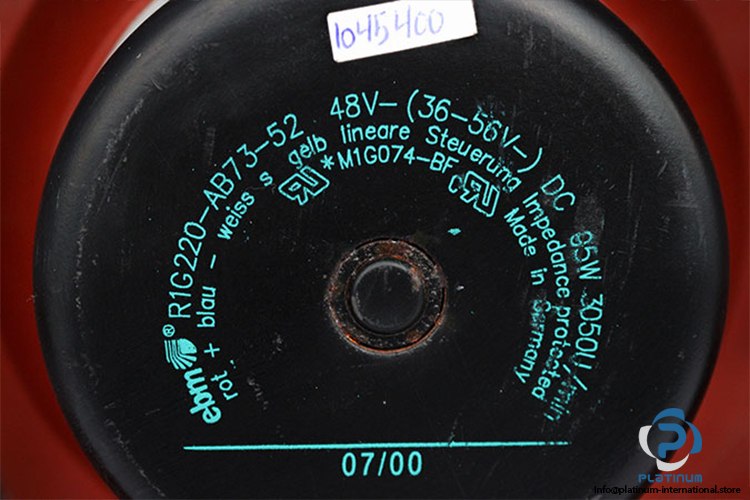 1045400
ebm® R1G220-AB73-52 48V-(36-56V-) DC 85W 3050U/min
rot + blau - weiss s gelb lineare Steuerung Impedance protected
*M1G074-BF Made in Germany
07/00
PLATINUM
info@platinum-international.store